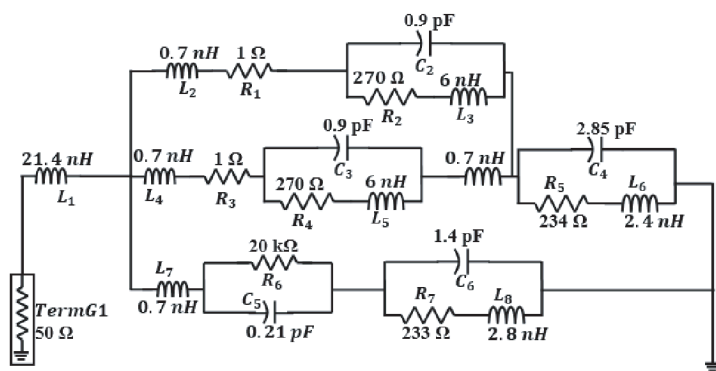 0.9 pF
0.7 nH 1 Ω
C2
L2 R1
270 Ω 6 nH
R2 L3
0.9 pF
2.85 pF
21.4 nH 0.7 nH 1 Ω
C3
0.7 nH
C4
L1 L4 R3
270 Ω 6 nH
R4 L5
R5 L6
234 Ω 2.4 nH
20 kΩ
R6
1.4 pF
C6
L7
0.7 nH
C5
0.21 pF
R7 L8
233 Ω 2.8 nH
TermG1
50 Ω